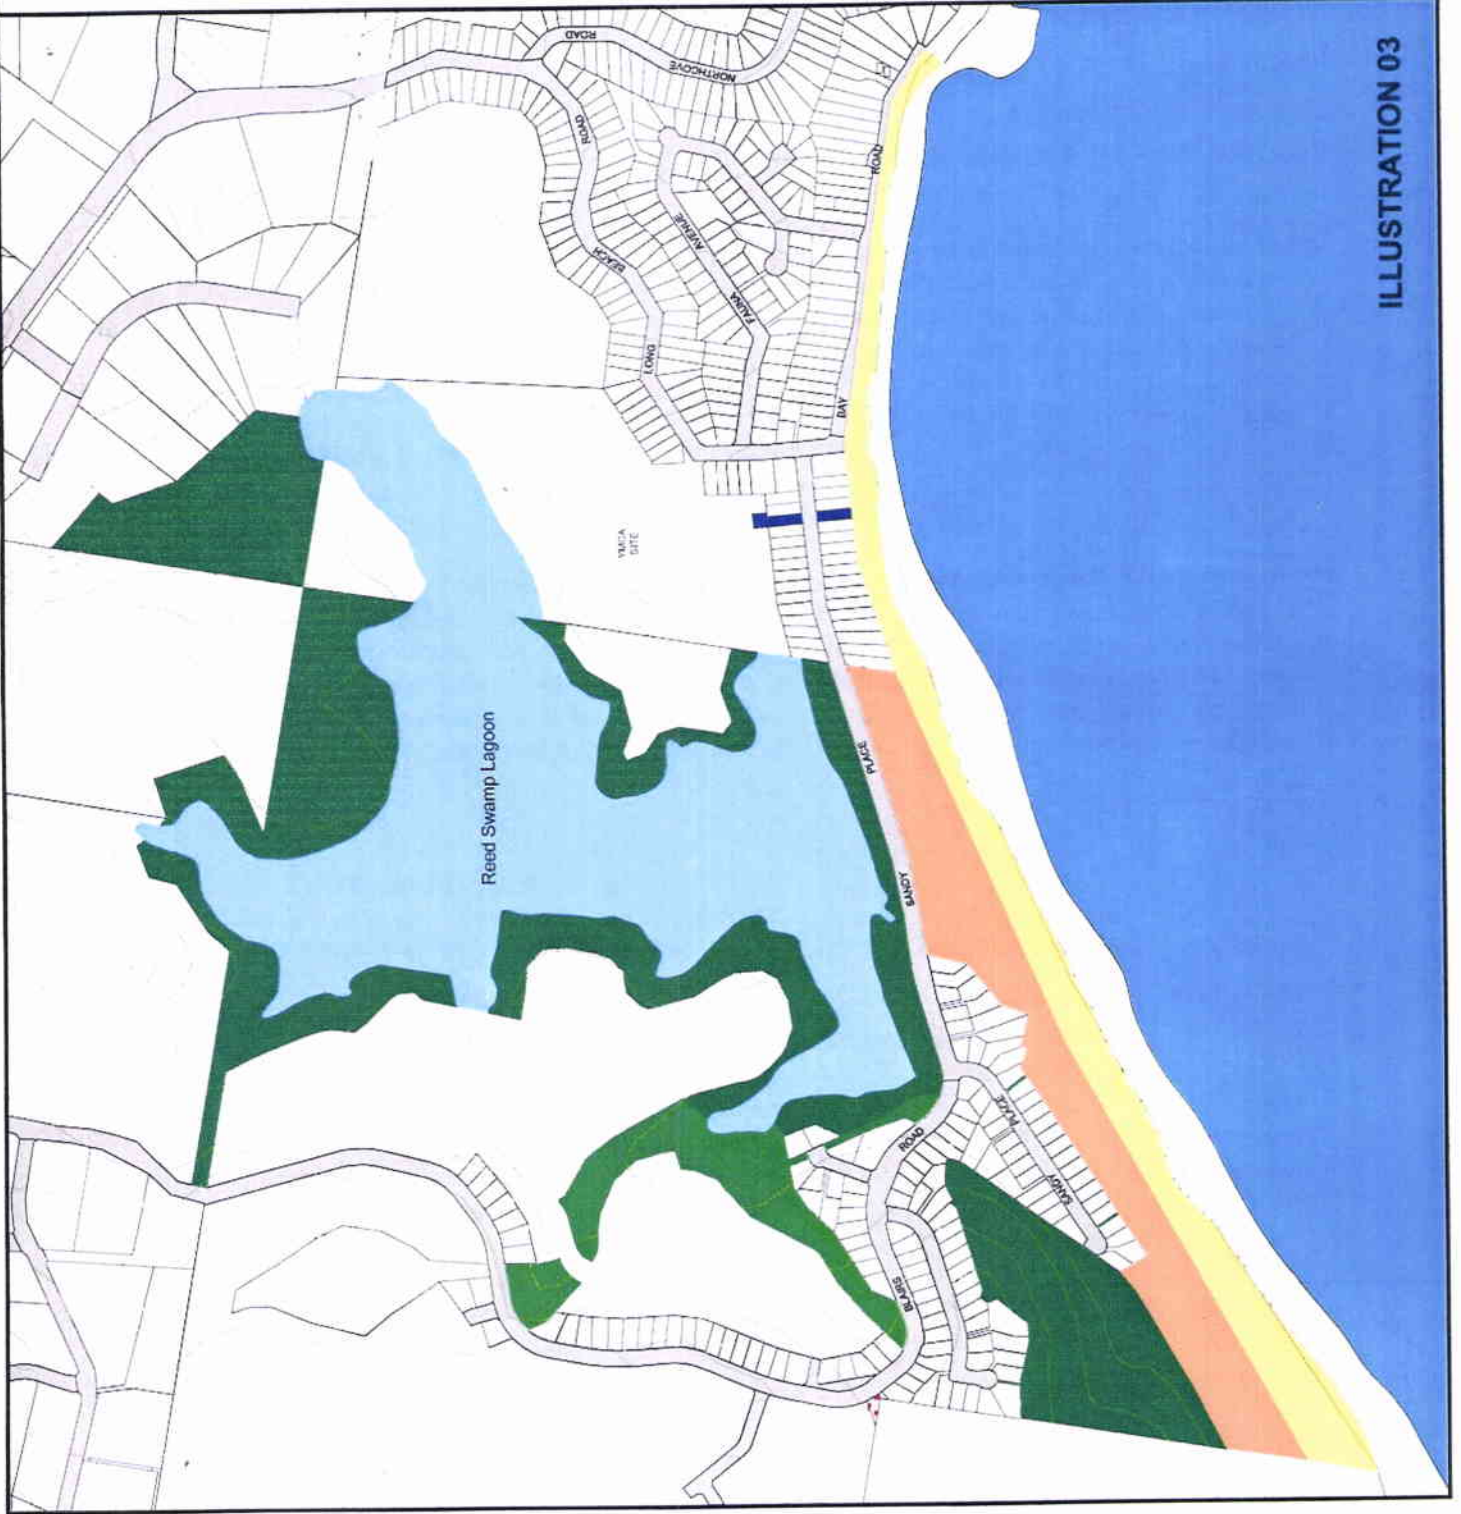 ILLUSTRATION 03
ROAD
NORTHCOVE
ROAD
ROAD
AVENUE
BEACH
FAUNA
LONG
BAY
YMCA
SITE
Reed Swamp Lagoon
PLACE
SANDY
PLACE
ROAD
SANDY
BLAIRS